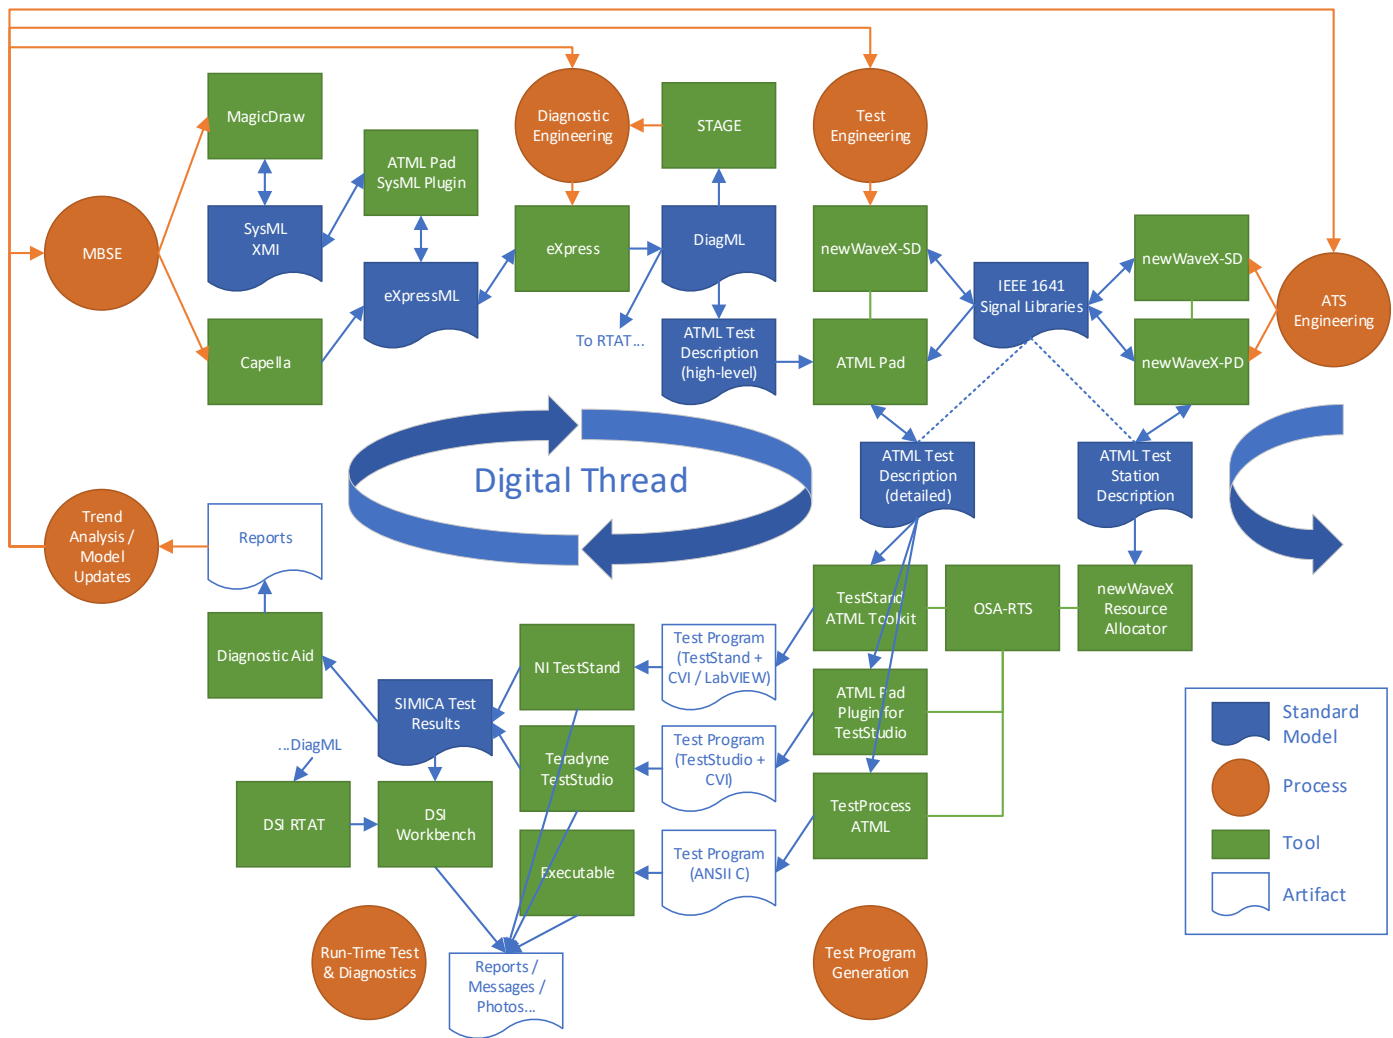 MagicDraw
ATML Pad
SysML Plugin
Diagnostic
Engineering
STAGE
Test
Engineering
MBSE
SysML
XMI
eXpressML
eXpress
DiagML
newWaveX-SD
IEEE 1641
Signal Libraries
newWaveX-SD
ATS
Engineering
Capella
To RTAT...
ATML Test
Description
(high-level)
ATML Pad
newWaveX-PD
Digital Thread
ATML Test
Description
(detailed)
ATML Test
Station
Description
Trend
Analysis /
Model
Updates
Reports
TestStand
ATML Toolkit
OSA-RTS
newWaveX
Resource
Allocator
Diagnostic Aid
NI TestStand
Test Program
(TestStand +
CVI / LabVIEW)
SIMICA Test
Results
ATML Pad
Plugin for
TestStudio
...DiagML
Teradyne
TestStudio
Test Program
(TestStudio +
CVI)
DSI RTAT
DSI
Workbench
TestProcess
ATML
Executable
Test Program
(ANSII C)
Run-Time Test
& Diagnostics
Reports /
Messages /
Photos...
Test Program
Generation
Standard
Model
Process
Tool
Artifact